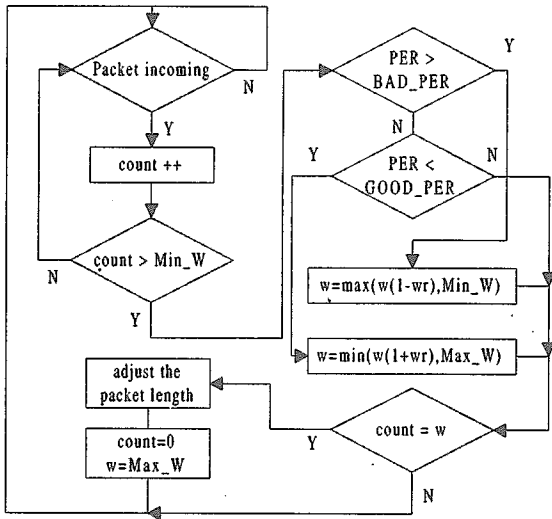 Packet incoming
N
Y
count ++
count > Min_W
N
Y
PER >
BAD_PER
Y
N
PER <
GOOD_PER
Y
N
w=max(w(1-wr),Min_W)
w=min(w(1+wr),Max_W)
count = w
Y
N
adjust the
packet length
count=0
w=Max_W